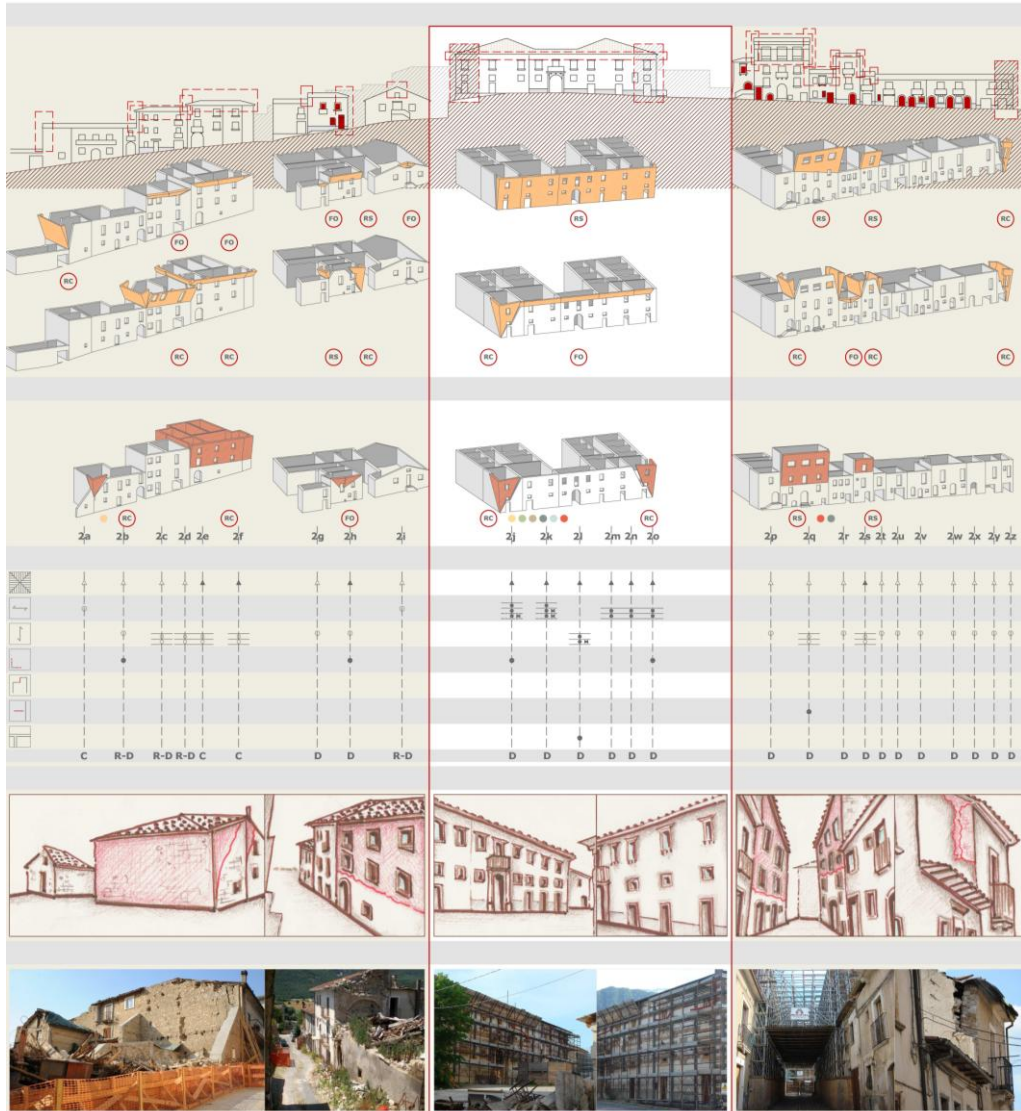 FO RS FO RS RS RS RC
FO FO
RC
RC RC RS RC RC FO RC FO RC RC
RC RC FO RC RC RS RS
2a 2b 2c 2d 2e 2f 2g 2h 2i 2j 2k 2l 2m 2n 2o 2p 2q 2r 2s 2t 2u 2v 2w 2x 2y 2z
C R-D R-D R-D C C D D R-D D D D D D D D D D D D D D D D D D